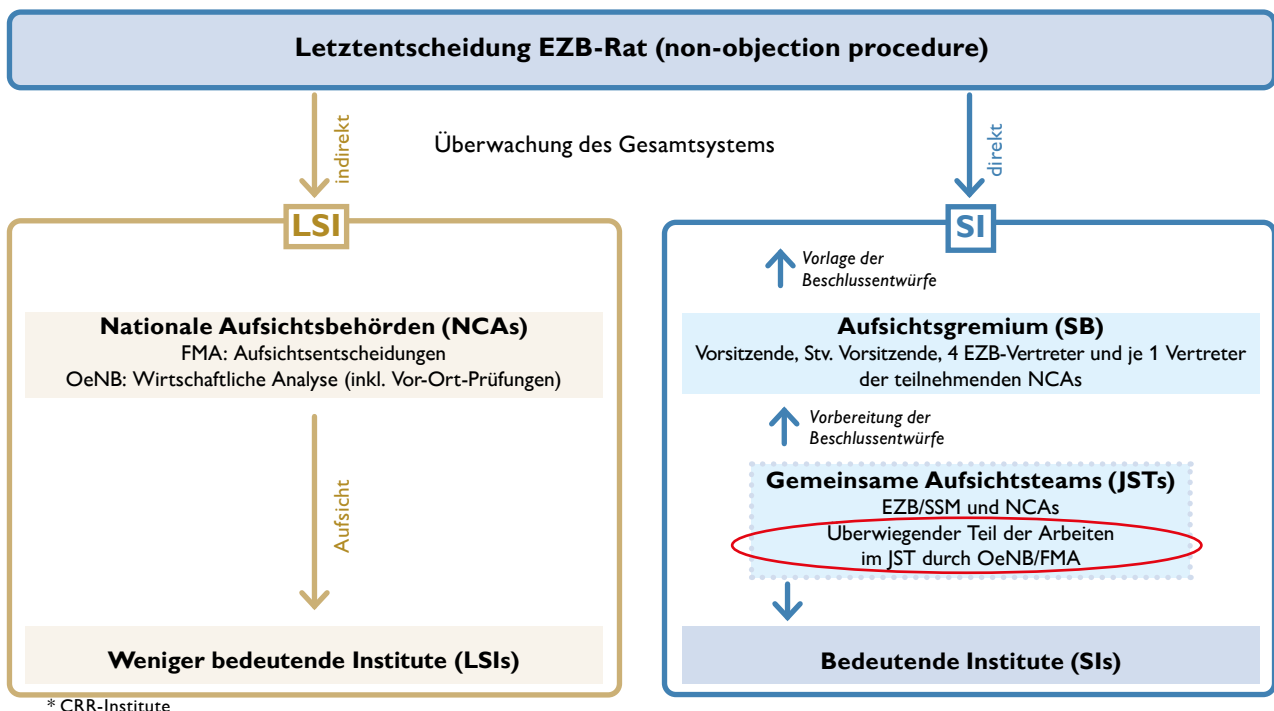 Letztentscheidung EZB-Rat (non-objection procedure)
indirekt
Überwachung des Gesamtsystems
direkt
LSI
Nationale Aufsichtsbehörden (NCAs)
FMA: Aufsichtsentscheidungen
OeNB: Wirtschaftliche Analyse (inkl. Vor-Ort-Prüfungen)
Aufsicht
Weniger bedeutende Institute (LSIs)
SI
Vorlage der
Beschlussentwürfe
Aufsichtsgremium (SB)
Vorsitzende, Stv. Vorsitzende, 4 EZB-Vertreter und je 1 Vertreter
der teilnehmenden NCAs
Vorbereitung der
Beschlussentwürfe
Gemeinsame Aufsichtsteams (JSTs)
EZB/SSM und NCAs
Überwiegender Teil der Arbeiten
im JST durch OeNB/FMA
Bedeutende Institute (SIs)
* CRR-Institute